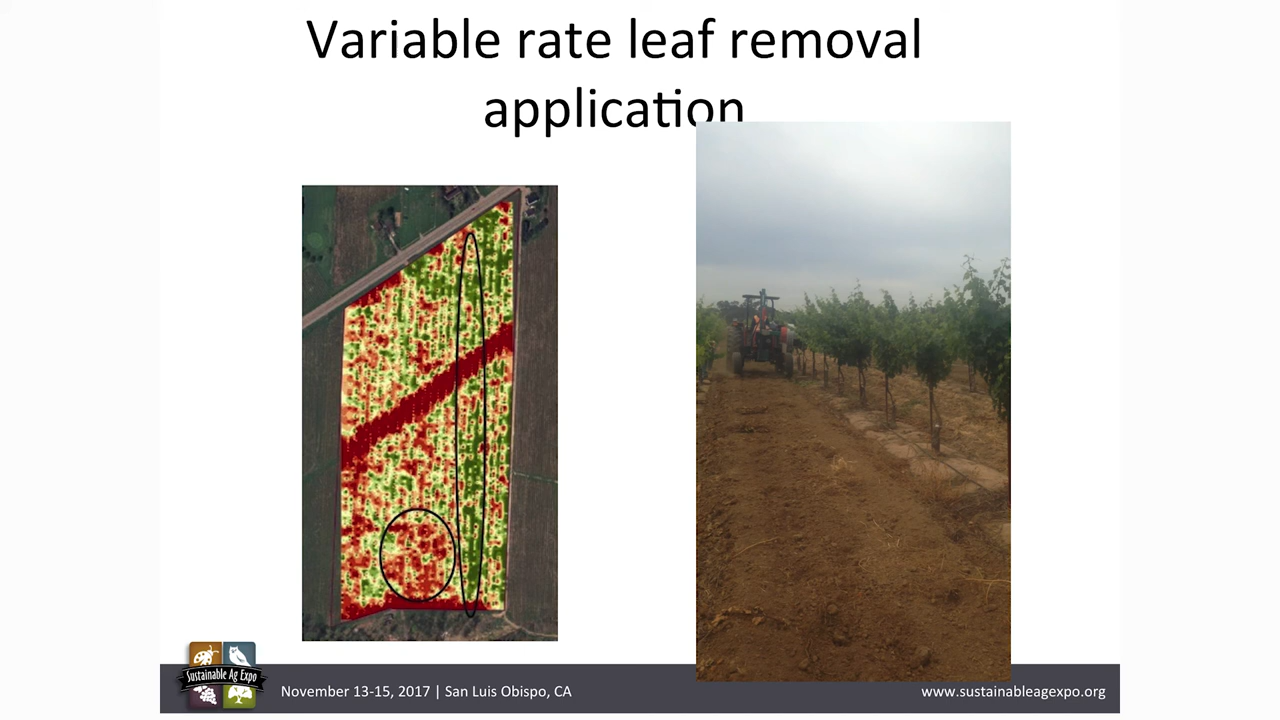 Variable rate leaf removal
application
Sustainable Ag Expo
November 13-15, 2017 | San Luis Obispo, CA
www.sustainableagexpo.org